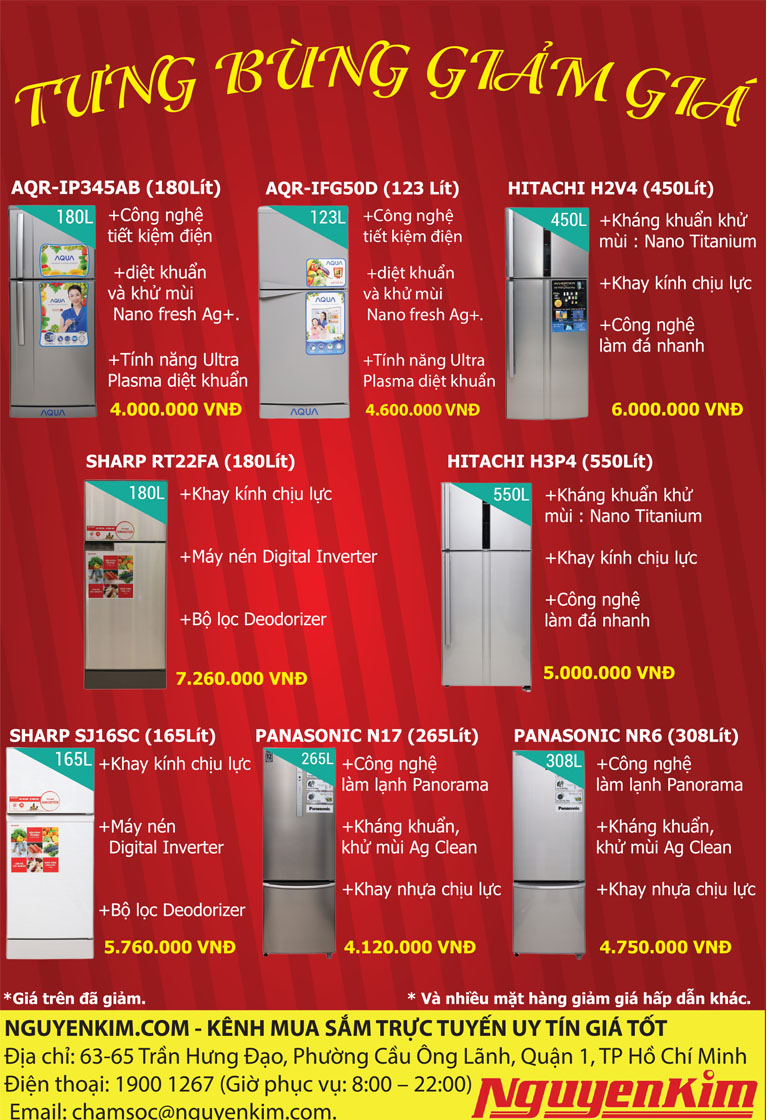 TƯNG BÙNG GIẢM GIÁ
AQR-IP345AB (180Lít)
180L
+Công nghệ
tiết kiệm điện
+diệt khuẩn
và khử mùi
Nano fresh Ag+.
+Tính năng Ultra
Plasma diệt khuẩn
AQUA
AQUA
AQUA
4.000.000 VNĐ
AQR-IFG50D (123 Lít)
123L
+Công nghệ
tiết kiệm điện
+diệt khuẩn
và khử mùi
Nano fresh Ag+.
+Tính năng Ultra
Plasma diệt khuẩn
AQUA
AQUA
AQUA
4.600.000 VNĐ
HITACHI H2V4 (450Lít)
450L
+Kháng khuẩn khử
mùi : Nano Titanium
+Khay kính chịu lực
+Công nghệ
làm đá nhanh
6.000.000 VNĐ
SHARP RT22FA (180Lít)
180L
+Khay kính chịu lực
+Máy nén Digital Inverter
+Bộ lọc Deodorizer
7.260.000 VNĐ
HITACHI H3P4 (550Lít)
550L
+Kháng khuẩn khử
mùi : Nano Titanium
+Khay kính chịu lực
+Công nghệ
làm đá nhanh
5.000.000 VNĐ
SHARP SJ16SC (165Lít)
165L
+Khay kính chịu lực
+Máy nén
Digital Inverter
+Bộ lọc Deodorizer
5.760.000 VNĐ
PANASONIC N17 (265Lít)
265L
+Công nghệ
làm lạnh Panorama
+Kháng khuẩn,
khử mùi Ag Clean
+Khay nhựa chịu lực
Panasonic
4.120.000 VNĐ
PANASONIC NR6 (308Lít)
308L
+Công nghệ
làm lạnh Panorama
+Kháng khuẩn,
khử mùi Ag Clean
+Khay nhựa chịu lực
Panasonic
4.750.000 VNĐ
*Giá trên đã giảm.
* Và nhiều mặt hàng giảm giá hấp dẫn khác.
NGUYENKIM.COM - KÊNH MUA SẮM TRỰC TUYẾN UY TÍN GIÁ TỐT
Địa chỉ: 63-65 Trần Hưng Đạo, Phường Cầu Ông Lãnh, Quận 1, TP Hồ Chí Minh
Điện thoại: 1900 1267 (Giờ phục vụ: 8:00 – 22:00)
Email: chamsoc@nguyenkim.com.
NguyenKim